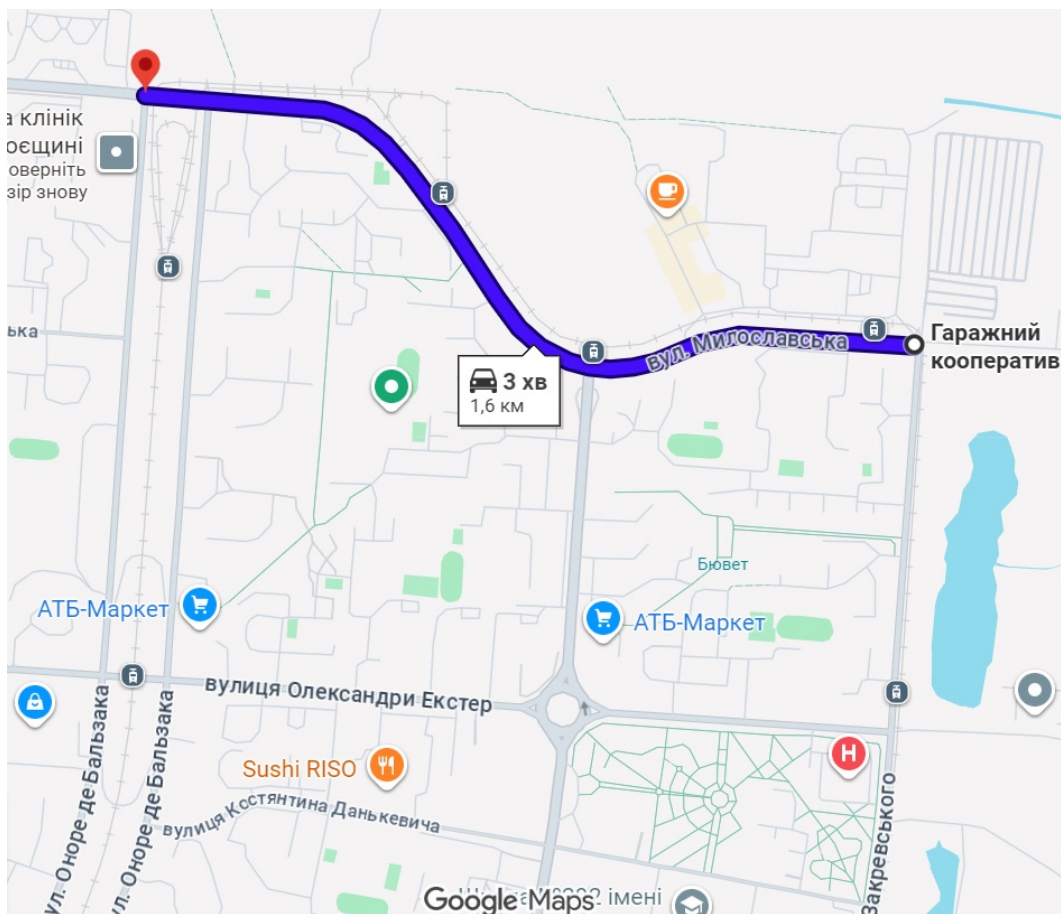 а клінік
оєщині
оверніть
зір знову
вул. Милославська
Гаражний
кооператив
ька
3 хв
1,6 км
Бювет
АТБ-Маркет
АТБ-Маркет
вулиця Олександри Екстер
Sushi RISO
H
вулиця Костянтина Данькевича
ул. Оноре де Бальзака
ул. Оноре де Бальзака
Закревського
імені
Google Maps